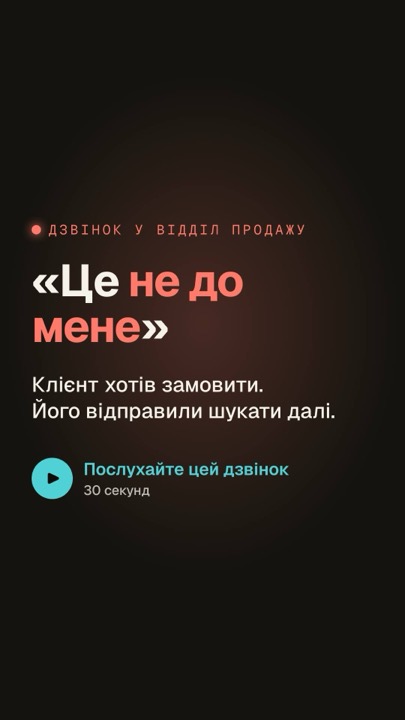 ДЗВІНОК У ВІДДІЛ ПРОДАЖУ
«Це не до
мене»
Клієнт хотів замовити.
Його відправили шукати далі.
Послухайте цей дзвінок
30 секунд